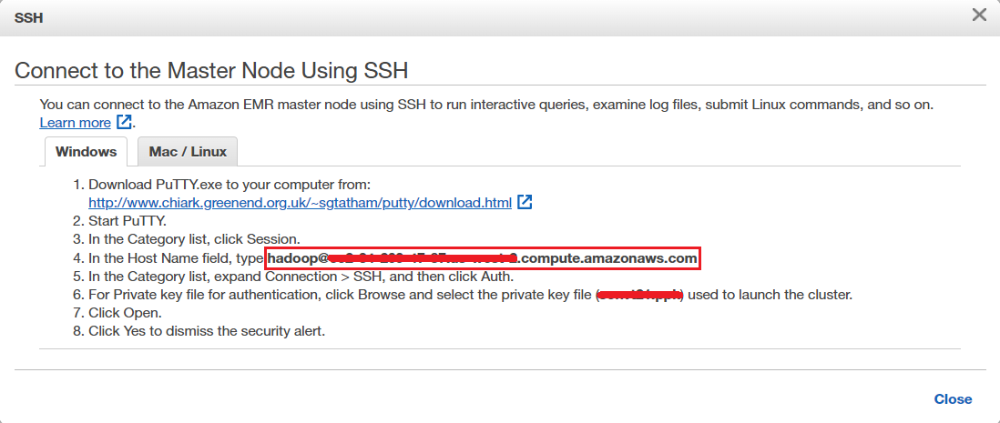 SSH
Connect to the Master Node Using SSH
You can connect to the Amazon EMR master node using SSH to run interactive queries, examine log files, submit Linux commands, and so on.
Learn more .
Windows
Mac / Linux
1. Download PuTTY.exe to your computer from:
http://www.chiark.greenend.org.uk/~sgtatham/putty/download.html
2. Start PuTTY.
3. In the Category list, click Session.
4. In the Host Name field, type hadoop@ .compute.amazonaws.com
5. In the Category list, expand Connection > SSH, and then click Auth.
6. For Private key file for authentication, click Browse and select the private key file ( ) used to launch the cluster.
7. Click Open.
8. Click Yes to dismiss the security alert.
Close